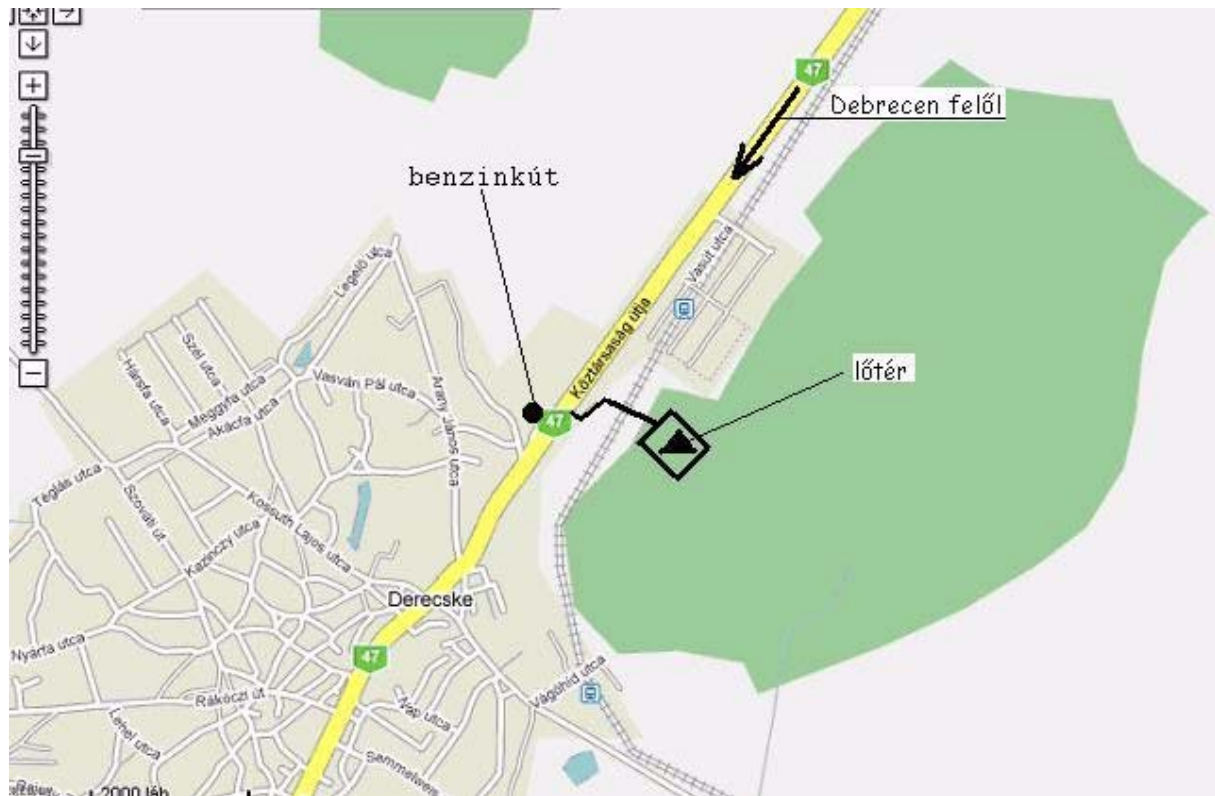 47
Debrecen felől
benzinkút
Legelő utca
Vasút utca
Szél utca
Hársfa utca
Köztársaság útja
Meggyfa utca
Vasvári Pál utca
Arany János utca
lőtér
Akácfa utca
47
Téglás utca
Szováti út
Kossuth Lajos utca
Kazinczy utca
Derecske
Nyárfa utca
47
Vágóhíd utca
Rákóczi út
Nap utca
Lehel utca
Semmelweis
2000 láb